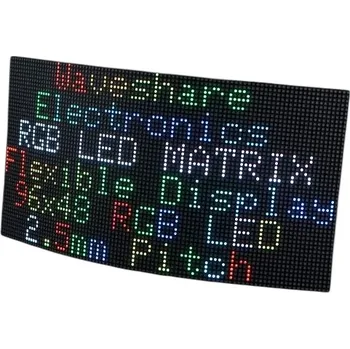 Waveshare
Electronics
RGB LED MATRIX
Flexible Display
96x48 RGB LED
2.5mm Pitch